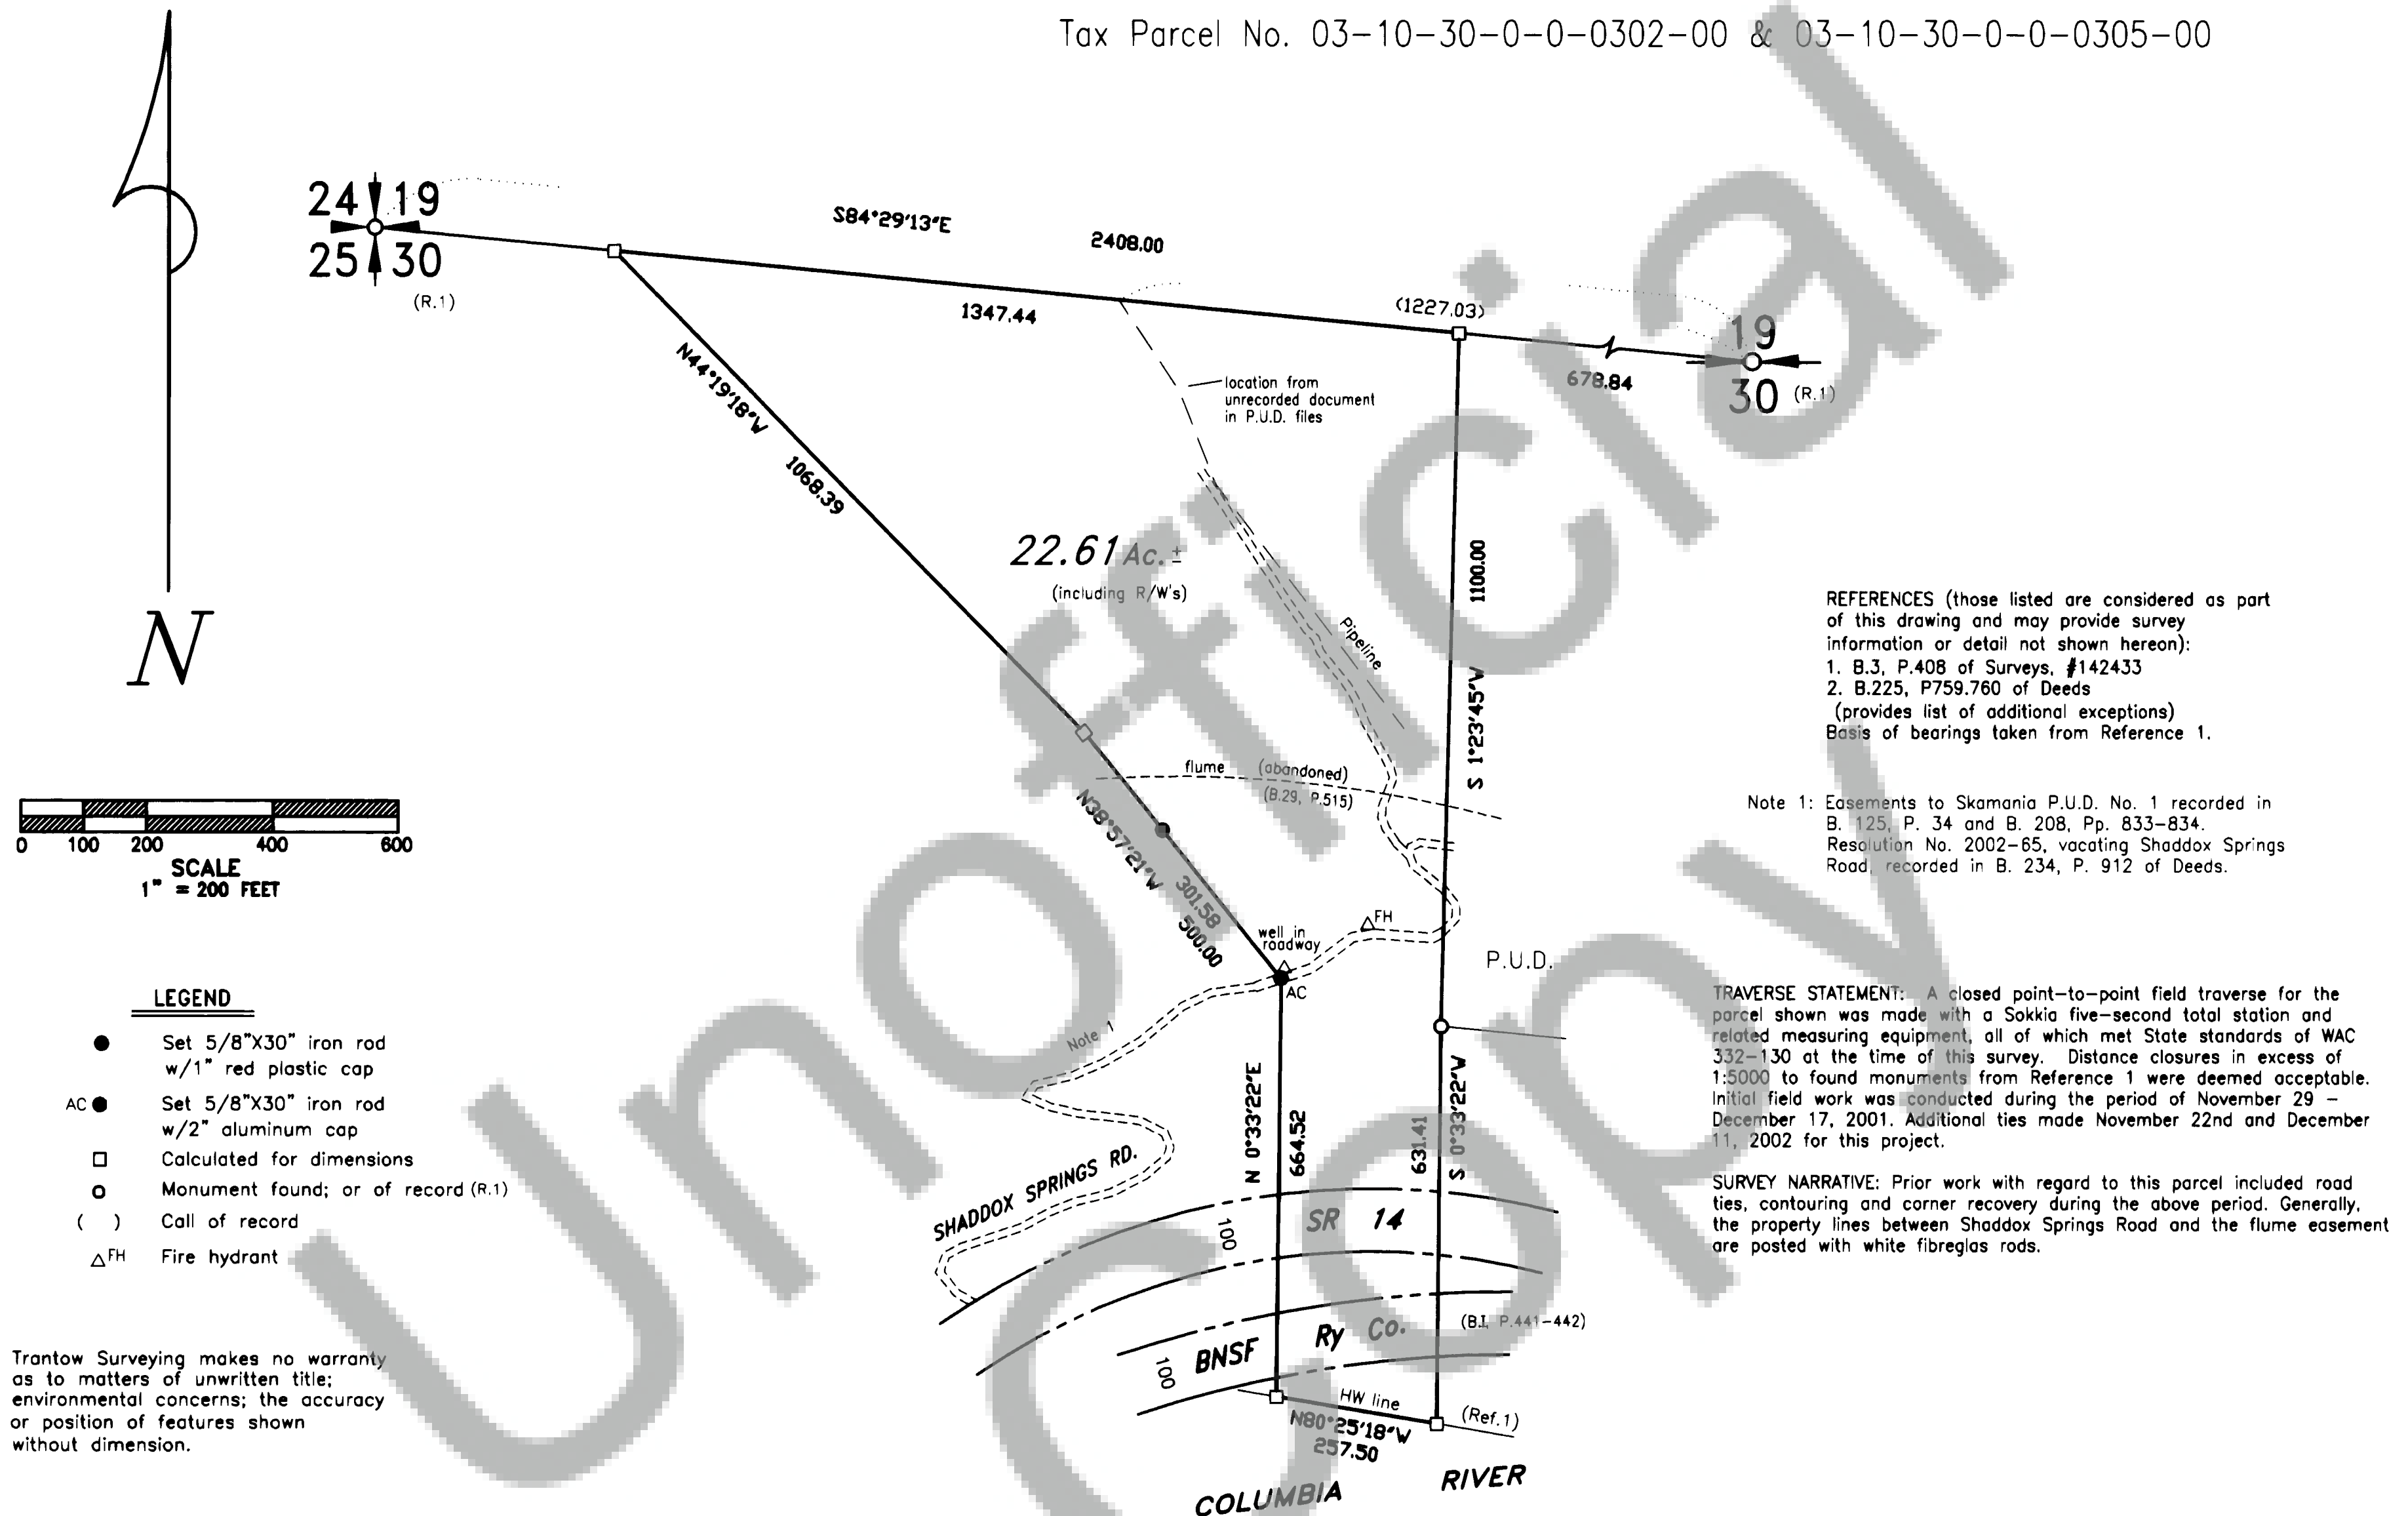 Tax Parcel No. 03-10-30-0-0-0302-00 & 03-10-30-0-0-0305-00
24 19
25 30
(R.1)
S84°29'13"E
2408.00
1347.44
(1227.03)
678.84
19
30 (R.1)
N44°19'18"W
1068.39
location from
unrecorded document
in P.U.D. files
22.61 Ac.±
(including R/W's)
Pipeline
1100.00
S 1°23'45"W
flume (abandoned)
(B.29, P.515)
N38°57'21"W
301.58
500.00
well in
roadway
FH
AC
P.U.D.
Note 1
SHADDOX SPRINGS RD.
N 0°33'22"E
664.52
631.41
S 0°33'22"W
SR 14
100
BNSF Ry Co.
100
(B.I, P.441-442)
HW line
N80°25'18"W
257.50
(Ref.1)
COLUMBIA RIVER
N
0 100 200 400 600
SCALE
1" = 200 FEET
LEGEND
Set 5/8"X30" iron rod
w/1" red plastic cap
AC Set 5/8"X30" iron rod
w/2" aluminum cap
Calculated for dimensions
Monument found; or of record (R.1)
( ) Call of record
FH Fire hydrant
Trantow Surveying makes no warranty
as to matters of unwritten title;
environmental concerns; the accuracy
or position of features shown
without dimension.
REFERENCES (those listed are considered as part
of this drawing and may provide survey
information or detail not shown hereon):
1. B.3, P.408 of Surveys, #142433
2. B.225, P759.760 of Deeds
(provides list of additional exceptions)
Basis of bearings taken from Reference 1.
Note 1: Easements to Skamania P.U.D. No. 1 recorded in
B. 125, P. 34 and B. 208, Pp. 833-834.
Resolution No. 2002-65, vacating Shaddox Springs
Road, recorded in B. 234, P. 912 of Deeds.
TRAVERSE STATEMENT: A closed point-to-point field traverse for the
parcel shown was made with a Sokkia five-second total station and
related measuring equipment, all of which met State standards of WAC
332-130 at the time of this survey. Distance closures in excess of
1:5000 to found monuments from Reference 1 were deemed acceptable.
Initial field work was conducted during the period of November 29 -
December 17, 2001. Additional ties made November 22nd and December
11, 2002 for this project.
SURVEY NARRATIVE: Prior work with regard to this parcel included road
ties, contouring and corner recovery during the above period. Generally,
the property lines between Shaddox Springs Road and the flume easement
are posted with white fibreglas rods.
Unofficial
Copy